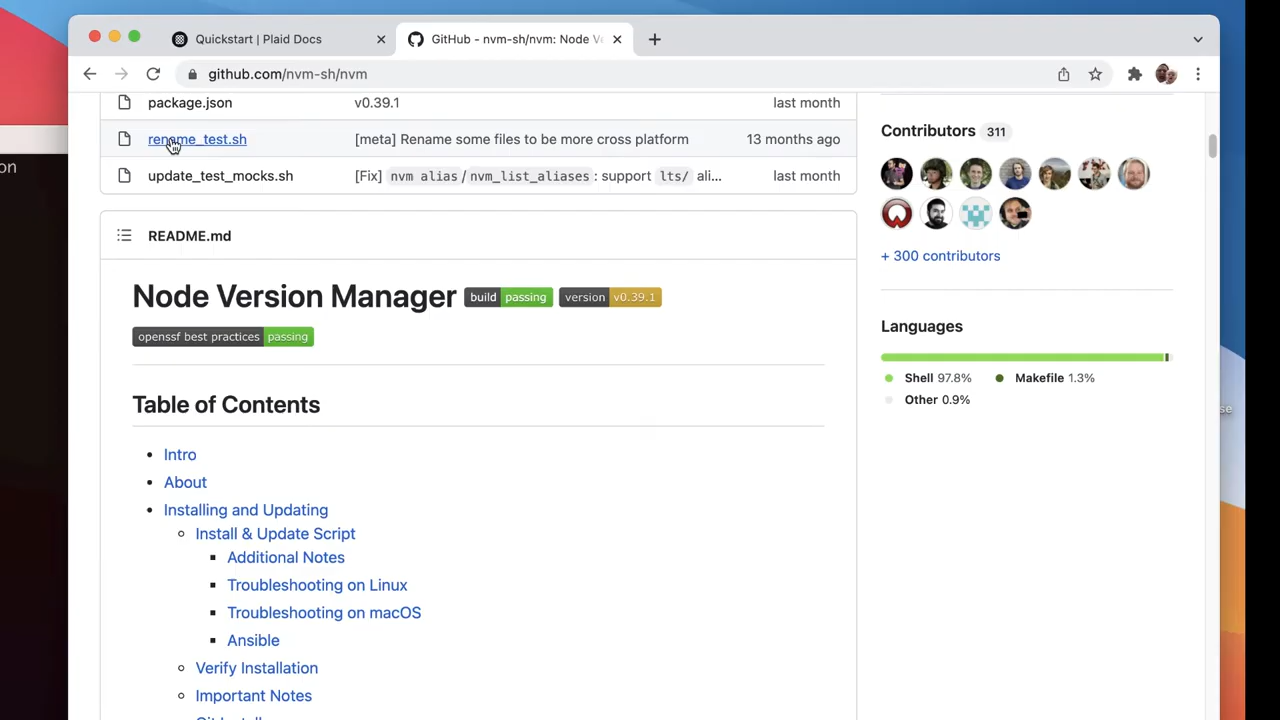 Quickstart | Plaid Docs
GitHub - nvm-sh/nvm: Node Ve
github.com/nvm-sh/nvm
on
package.json v0.39.1 last month
rename_test.sh [meta] Rename some files to be more cross platform 13 months ago
update_test_mocks.sh [Fix] nvm alias / nvm_list_aliases : support lts/ ali... last month
README.md
Node Version Manager build passing version v0.39.1
openssf best practices passing
Table of Contents
• Intro
• About
• Installing and Updating
◦ Install & Update Script
▪ Additional Notes
▪ Troubleshooting on Linux
▪ Troubleshooting on macOS
▪ Ansible
◦ Verify Installation
◦ Important Notes
◦ Git Install
Contributors 311
+ 300 contributors
Languages
Shell 97.8% Makefile 1.3%
Other 0.9%
se